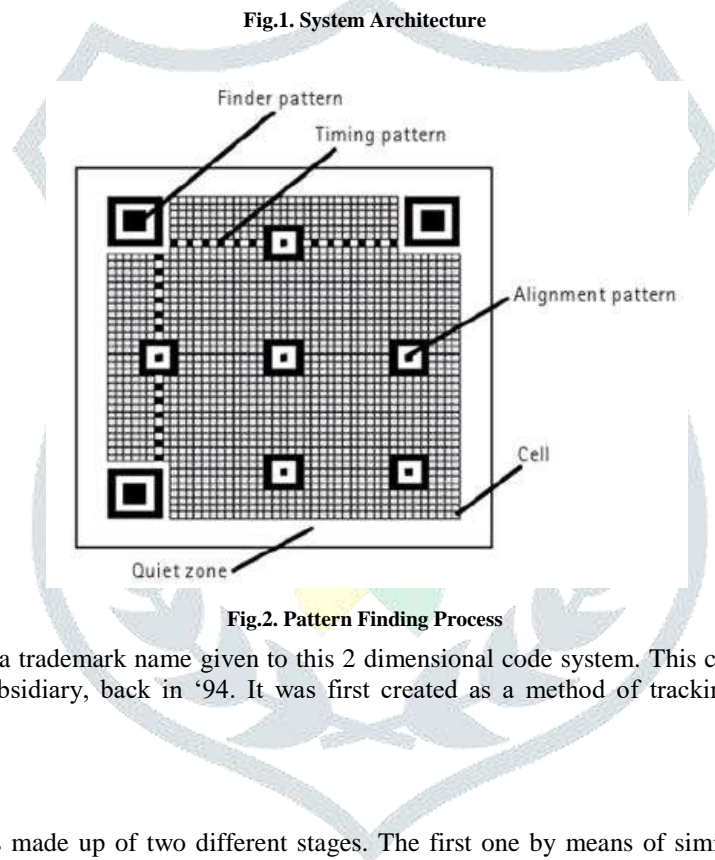 Fig.1. System Architecture
Finder pattern
Timing pattern
Alignment pattern
Cell
Quiet zone
Fig.2. Pattern Finding Process
a trademark name given to this 2 dimensional code system. This c
bsidiary, back in ‘94. It was first created as a method of trackin
made up of two different stages. The first one by means of sim